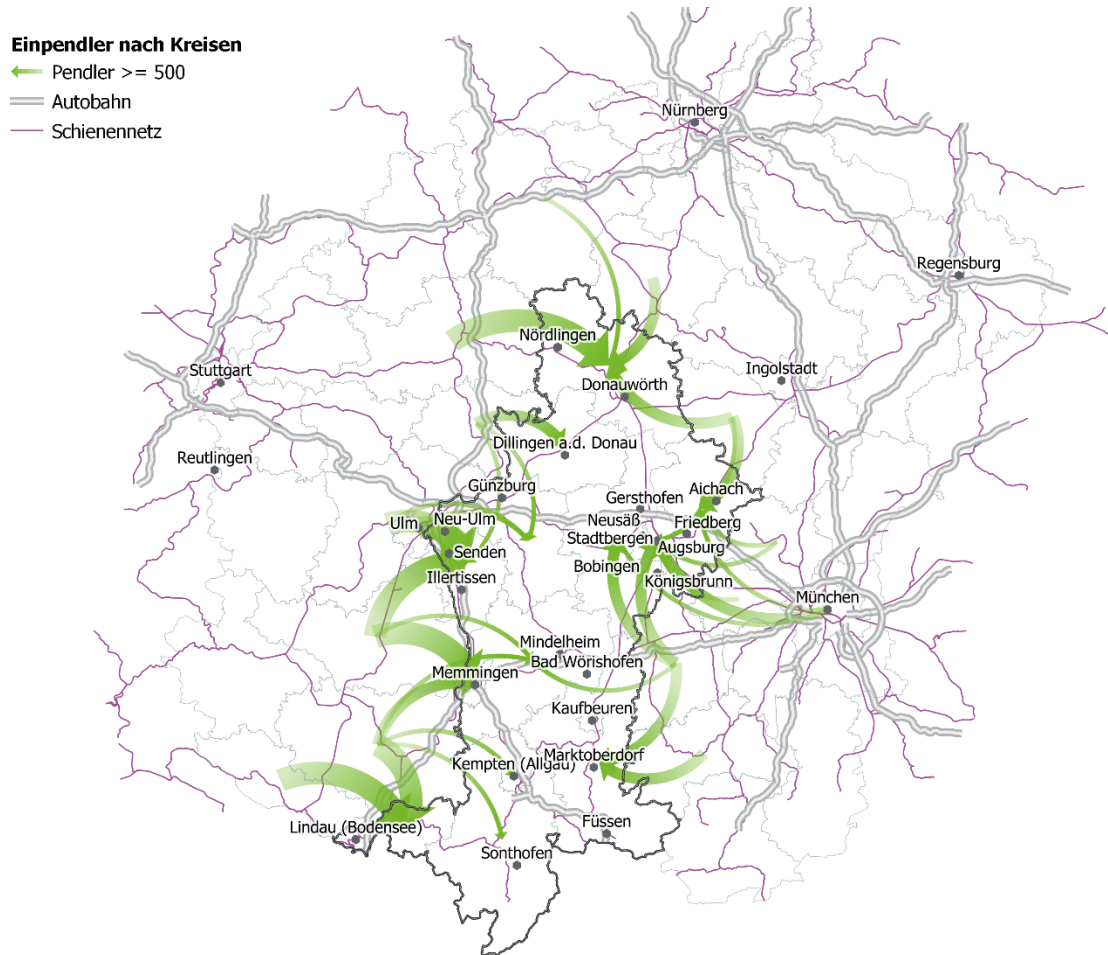 Einpendler nach Kreisen
Pendler >= 500
Autobahn
Schienennetz
Nürnberg
Regensburg
Nördlingen
Stuttgart
Ingolstadt
Donauwörth
Dillingen a.d. Donau
Reutlingen
Günzburg
Gersthofen
Aichach
Ulm
Neu-Ulm
Neusäß
Friedberg
Stadtbergen
Augsburg
Senden
Bobingen
Illertissen
Königsbrunn
München
Mindelheim
Bad Wörishofen
Memmingen
Kaufbeuren
Kempten (Allgäu)
Marktoberdorf
Lindau (Bodensee)
Füssen
Sonthofen